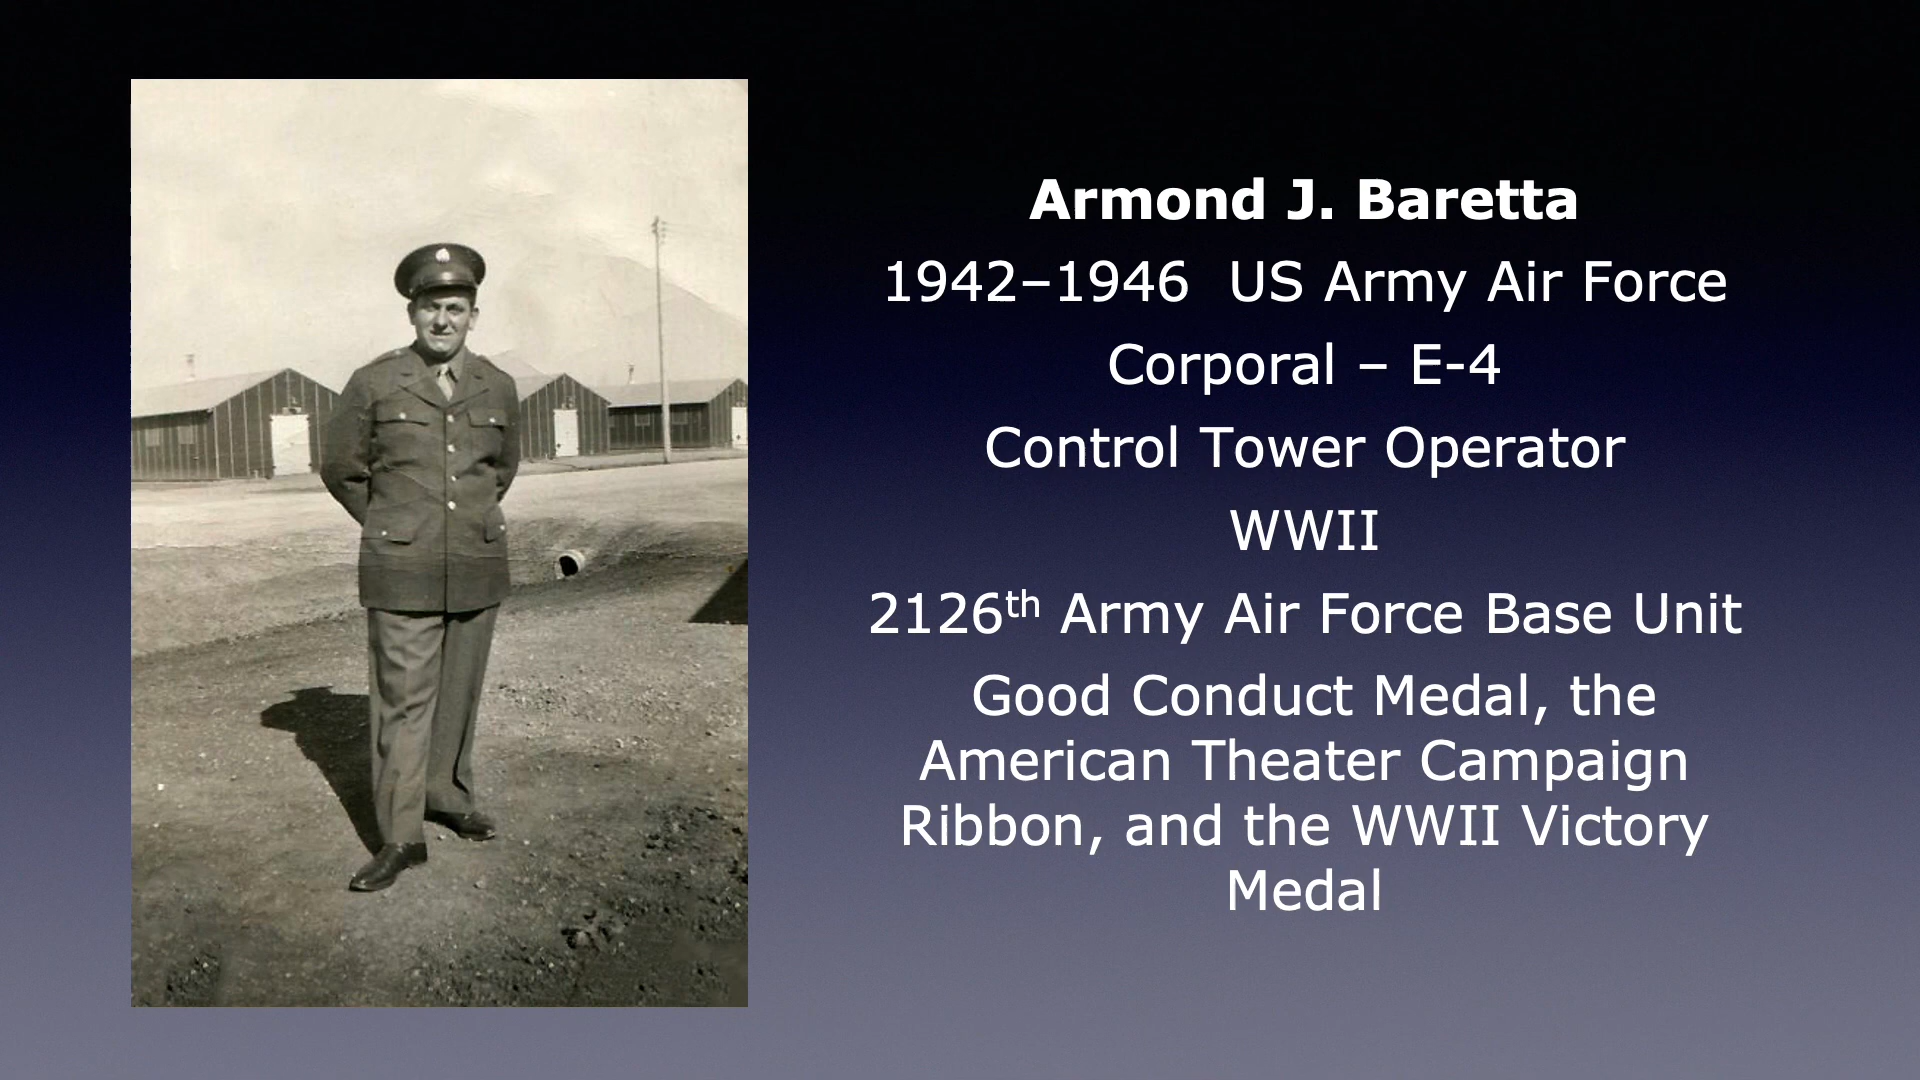 Armond J. Baretta
1942–1946  US Army Air Force
Corporal – E-4
Control Tower Operator
WWII
2126th Army Air Force Base Unit
Good Conduct Medal, the
American Theater Campaign
Ribbon, and the WWII Victory
Medal